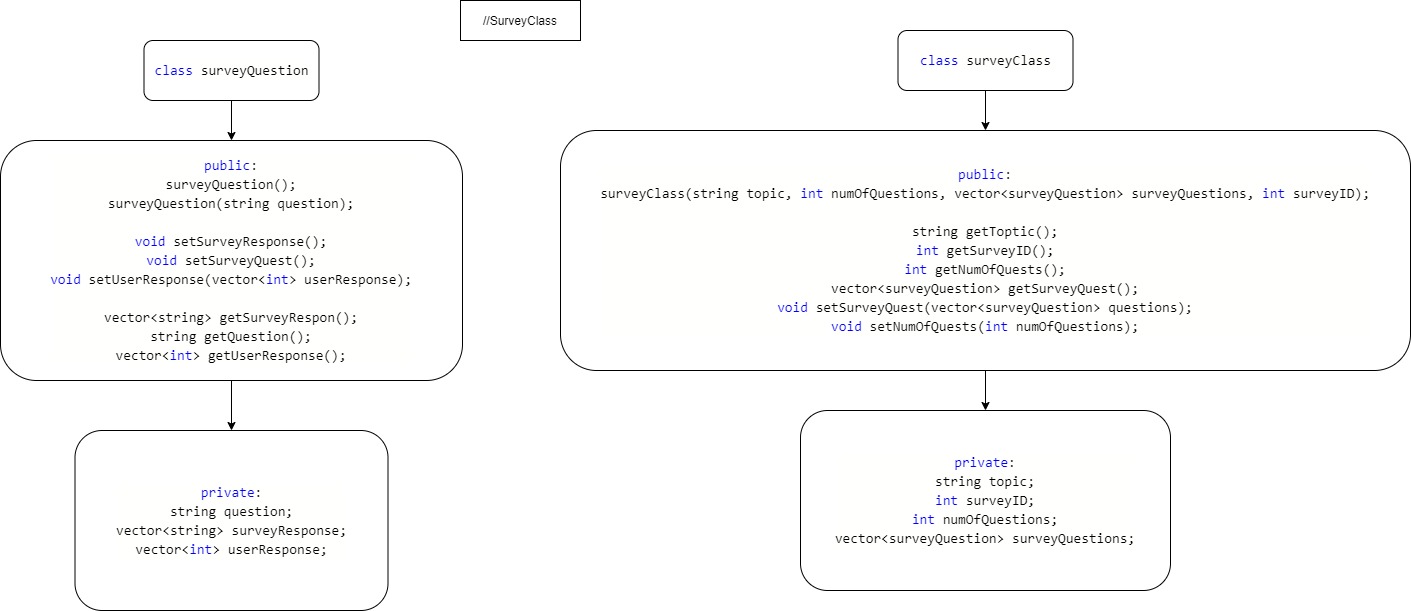 //SurveyClass
class surveyQuestion
public:
surveyQuestion();
surveyQuestion(string question);
void setSurveyResponse();
void setSurveyQuest();
void setUserResponse(vector<int> userResponse);
vector<string> getSurveyRespon();
string getQuestion();
vector<int> getUserResponse();
private:
string question;
vector<string> surveyResponse;
vector<int> userResponse;
class surveyClass
public:
surveyClass(string topic, int numOfQuestions, vector<surveyQuestion> surveyQuestions, int surveyID);
string getToptic();
int getSurveyID();
int getNumOfQuests();
vector<surveyQuestion> getSurveyQuest();
void setSurveyQuest(vector<surveyQuestion> questions);
void setNumOfQuests(int numOfQuestions);
private:
string topic;
int surveyID;
int numOfQuestions;
vector<surveyQuestion> surveyQuestions;